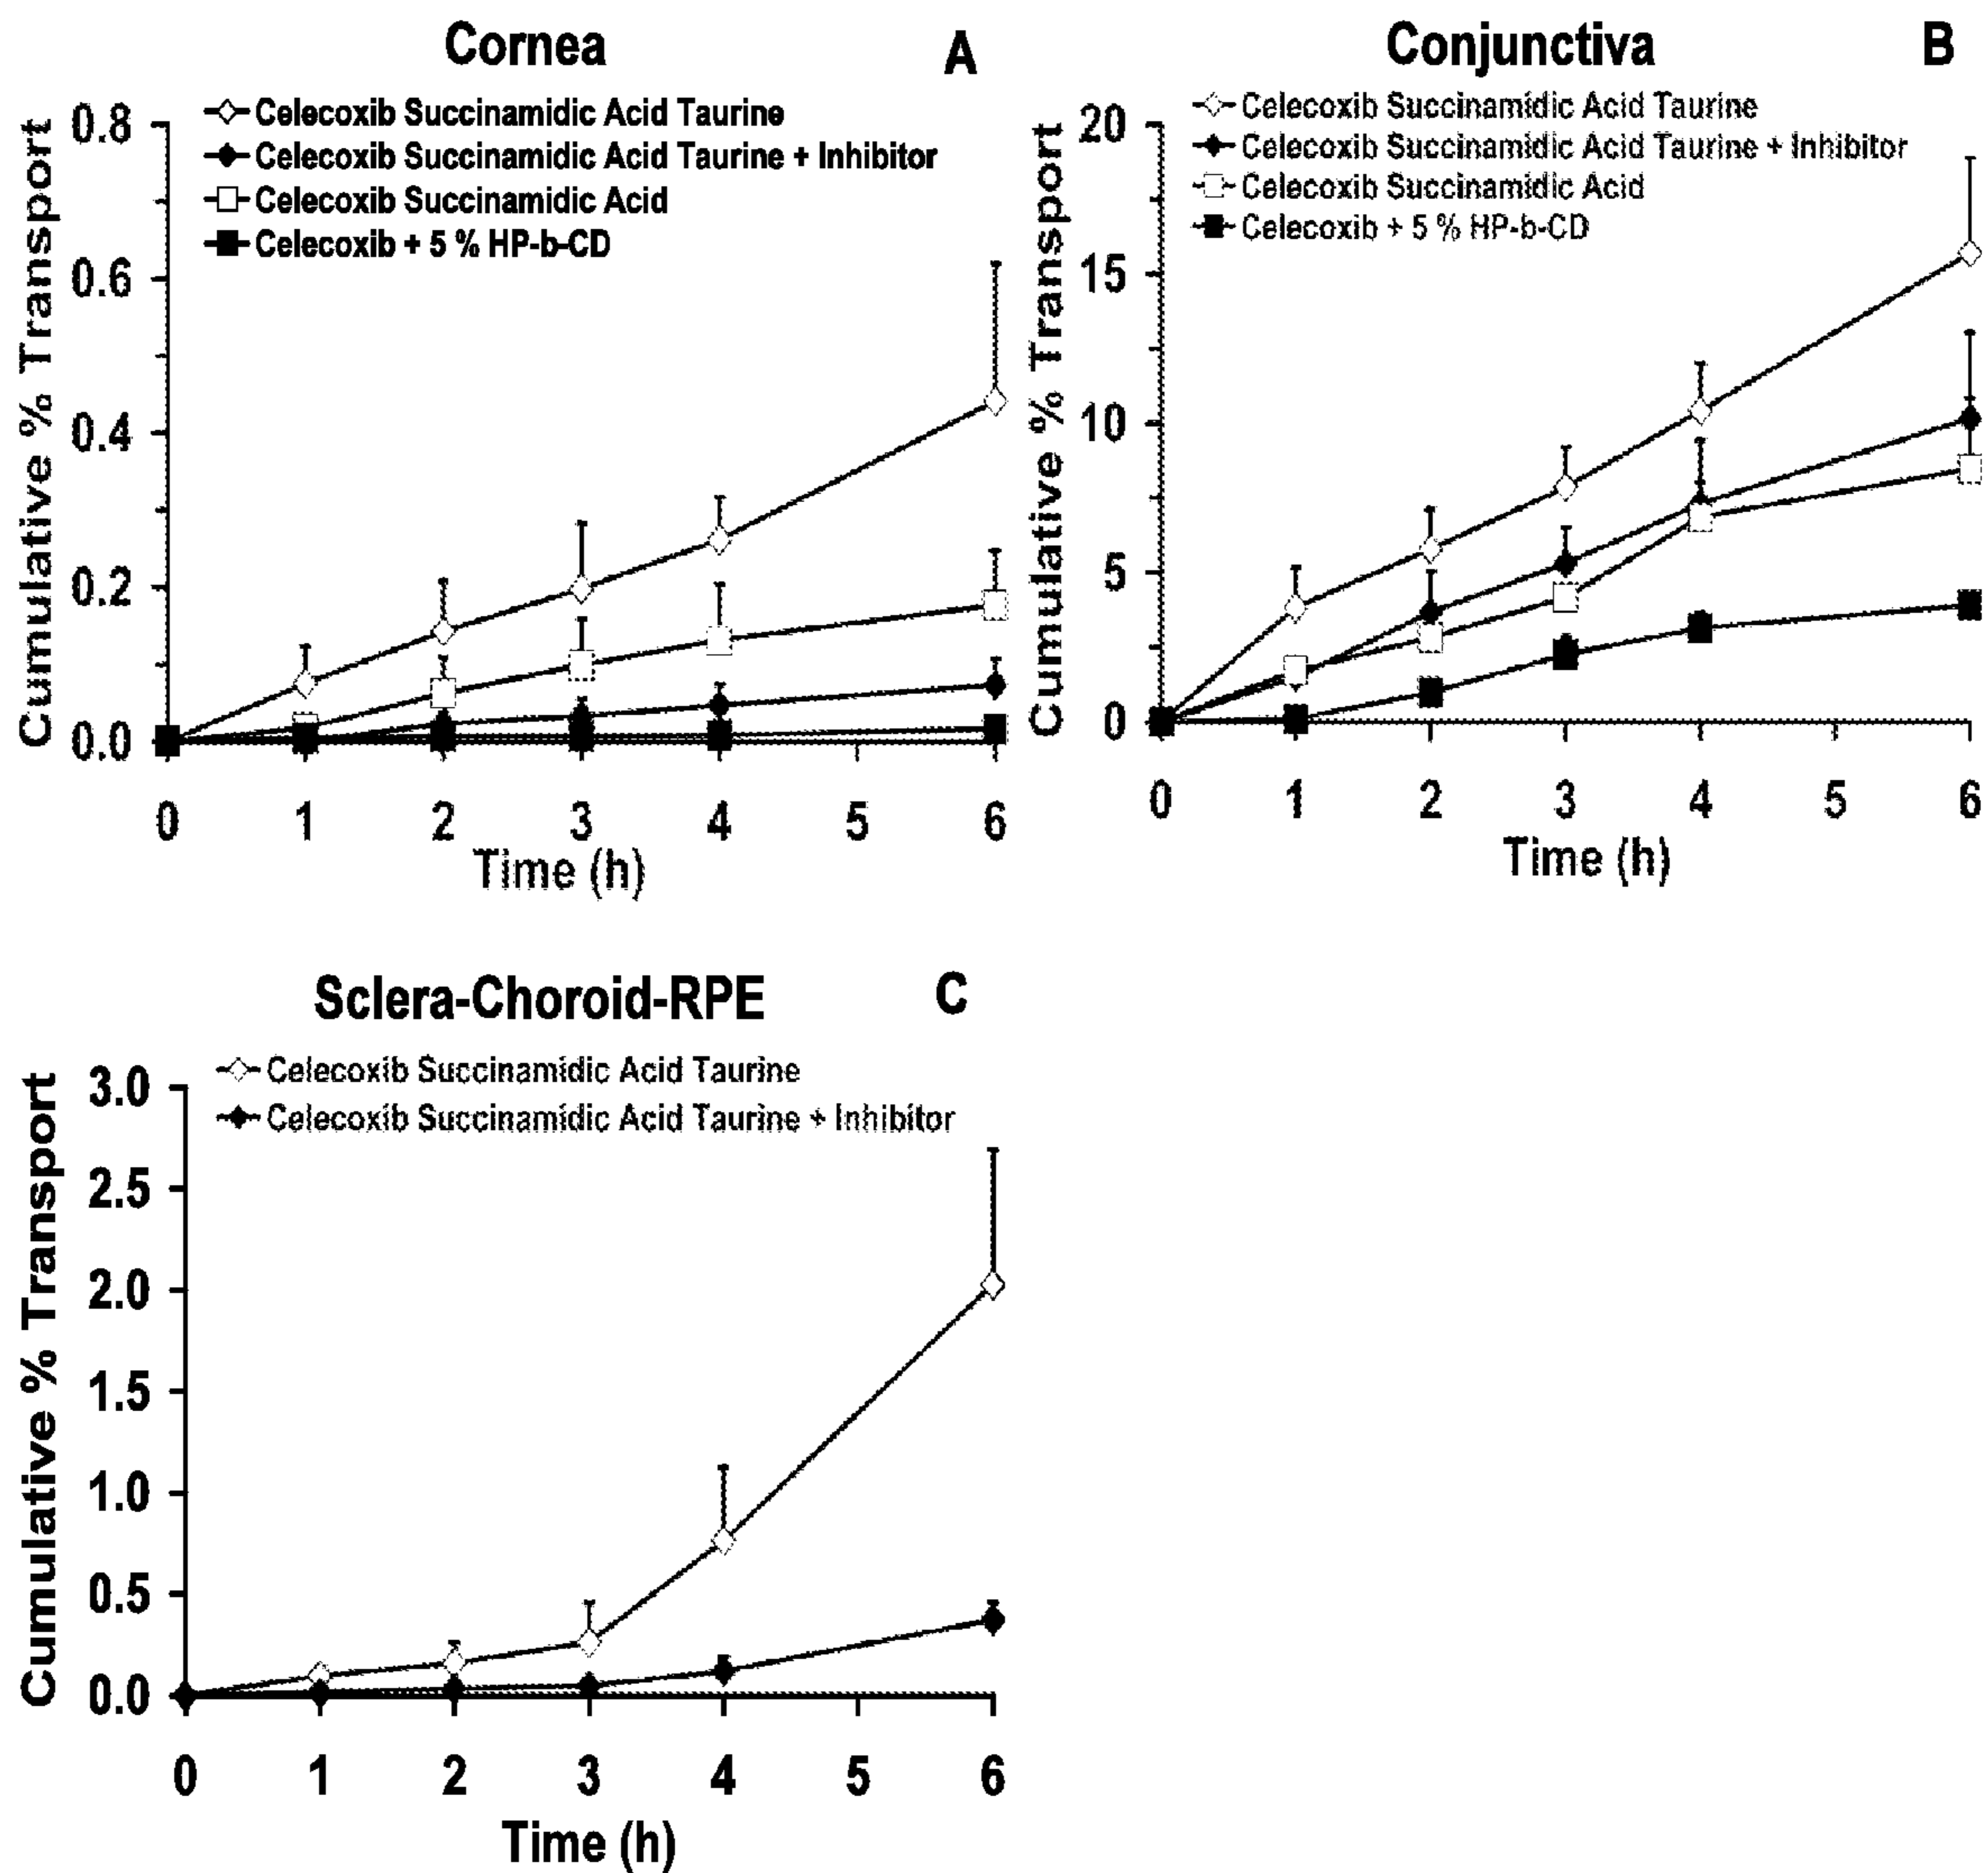 Cornea A
Celecoxib Succinamidic Acid Taurine
Celecoxib Succinamidic Acid Taurine + Inhibitor
Celecoxib Succinamidic Acid
Celecoxib + 5 % HP-b-CD
Cumulative % Transport
0.8
0.6
0.4
0.2
0.0
0 1 2 3 4 5 6
Time (h)
Conjunctiva B
Celecoxib Succinamidic Acid Taurine
Celecoxib Succinamidic Acid Taurine + Inhibitor
Celecoxib Succinamidic Acid
Celecoxib + 5 % HP-b-CD
Cumulative % Transport
20
15
10
5
0
0 1 2 3 4 5 6
Time (h)
Sclera-Choroid-RPE C
Celecoxib Succinamidic Acid Taurine
Celecoxib Succinamidic Acid Taurine + Inhibitor
Cumulative % Transport
3.0
2.5
2.0
1.5
1.0
0.5
0.0
0 1 2 3 4 5 6
Time (h)